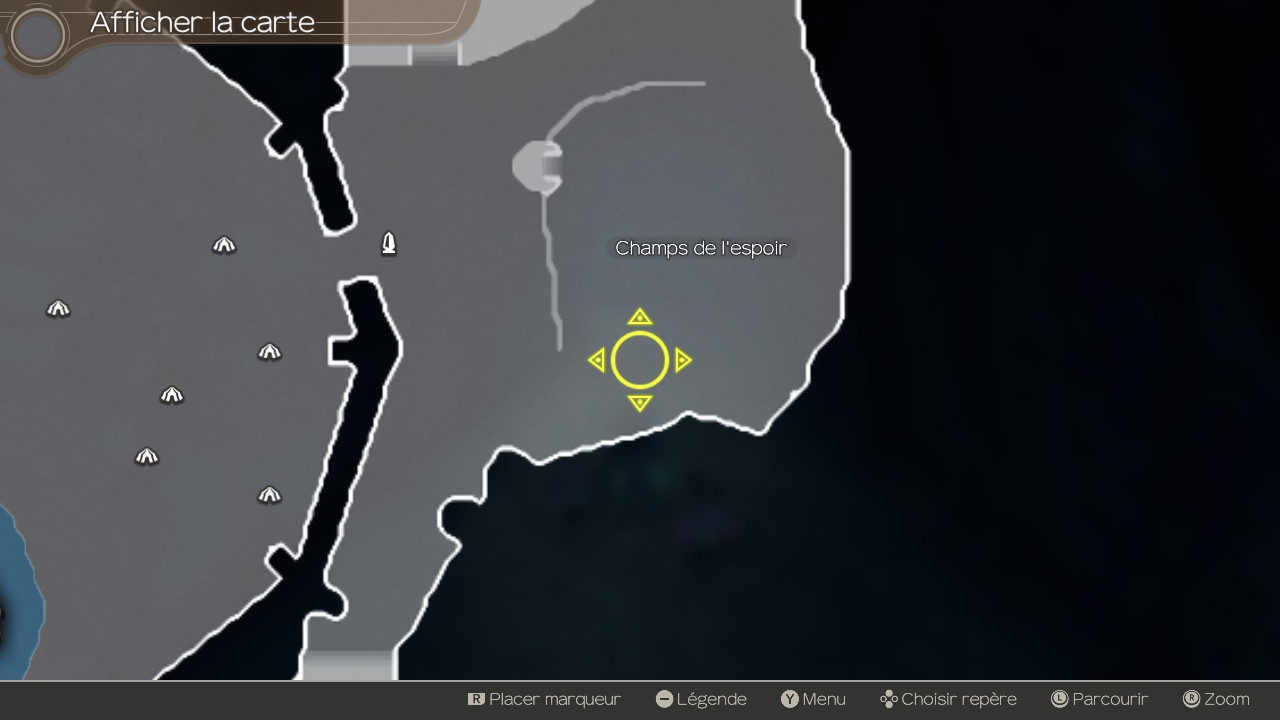 Afficher la carte
Champs de l'espoir
R Placer marqueur
Légende
Y Menu
Choisir repère
L Parcourir
R Zoom